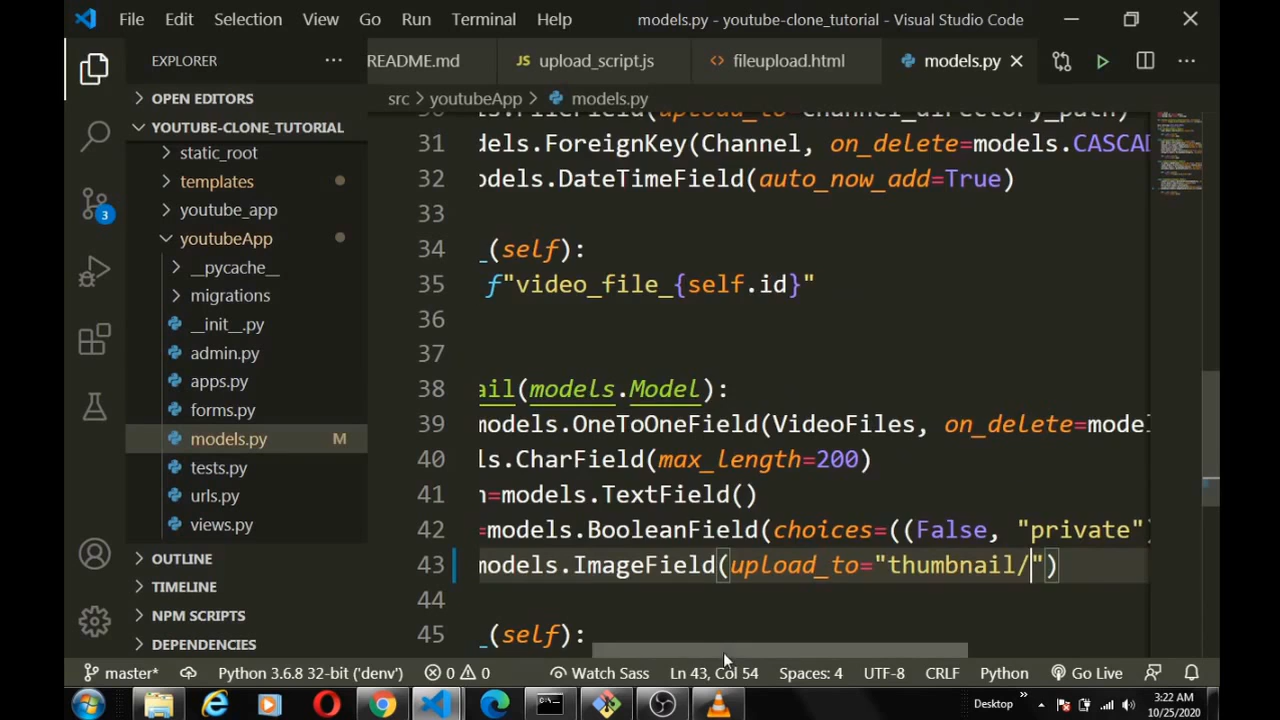 File Edit Selection View Go Run Terminal Help models.py - youtube-clone_tutorial - Visual Studio Code
EXPLORER
README.md upload_script.js fileupload.html models.py
src youtubeApp models.py
OPEN EDITORS
YOUTUBE-CLONE_TUTORIAL
static_root
templates
youtube_app
youtubeApp
__pycache__
migrations
__init__.py
admin.py
apps.py
forms.py
models.py M
tests.py
urls.py
views.py
OUTLINE
TIMELINE
NPM SCRIPTS
DEPENDENCIES
3
31 dels.ForeignKey(Channel, on_delete=models.CASCAD
32 odels.DateTimeField(auto_now_add=True)
33
34 _(self):
35 f"video_file_{self.id}"
36
37
38 ail(models.Model):
39 models.OneToOneField(VideoFiles, on_delete=model
40 ls.CharField(max_length=200)
41 n=models.TextField()
42 =models.BooleanField(choices=((False, "private")
43 models.ImageField(upload_to="thumbnail/")
44
45 _(self):
master* Python 3.6.8 32-bit ('denv') 0 0 Watch Sass Ln 43, Col 54 Spaces: 4 UTF-8 CRLF Python Go Live
Desktop
3:22 AM
10/25/2020